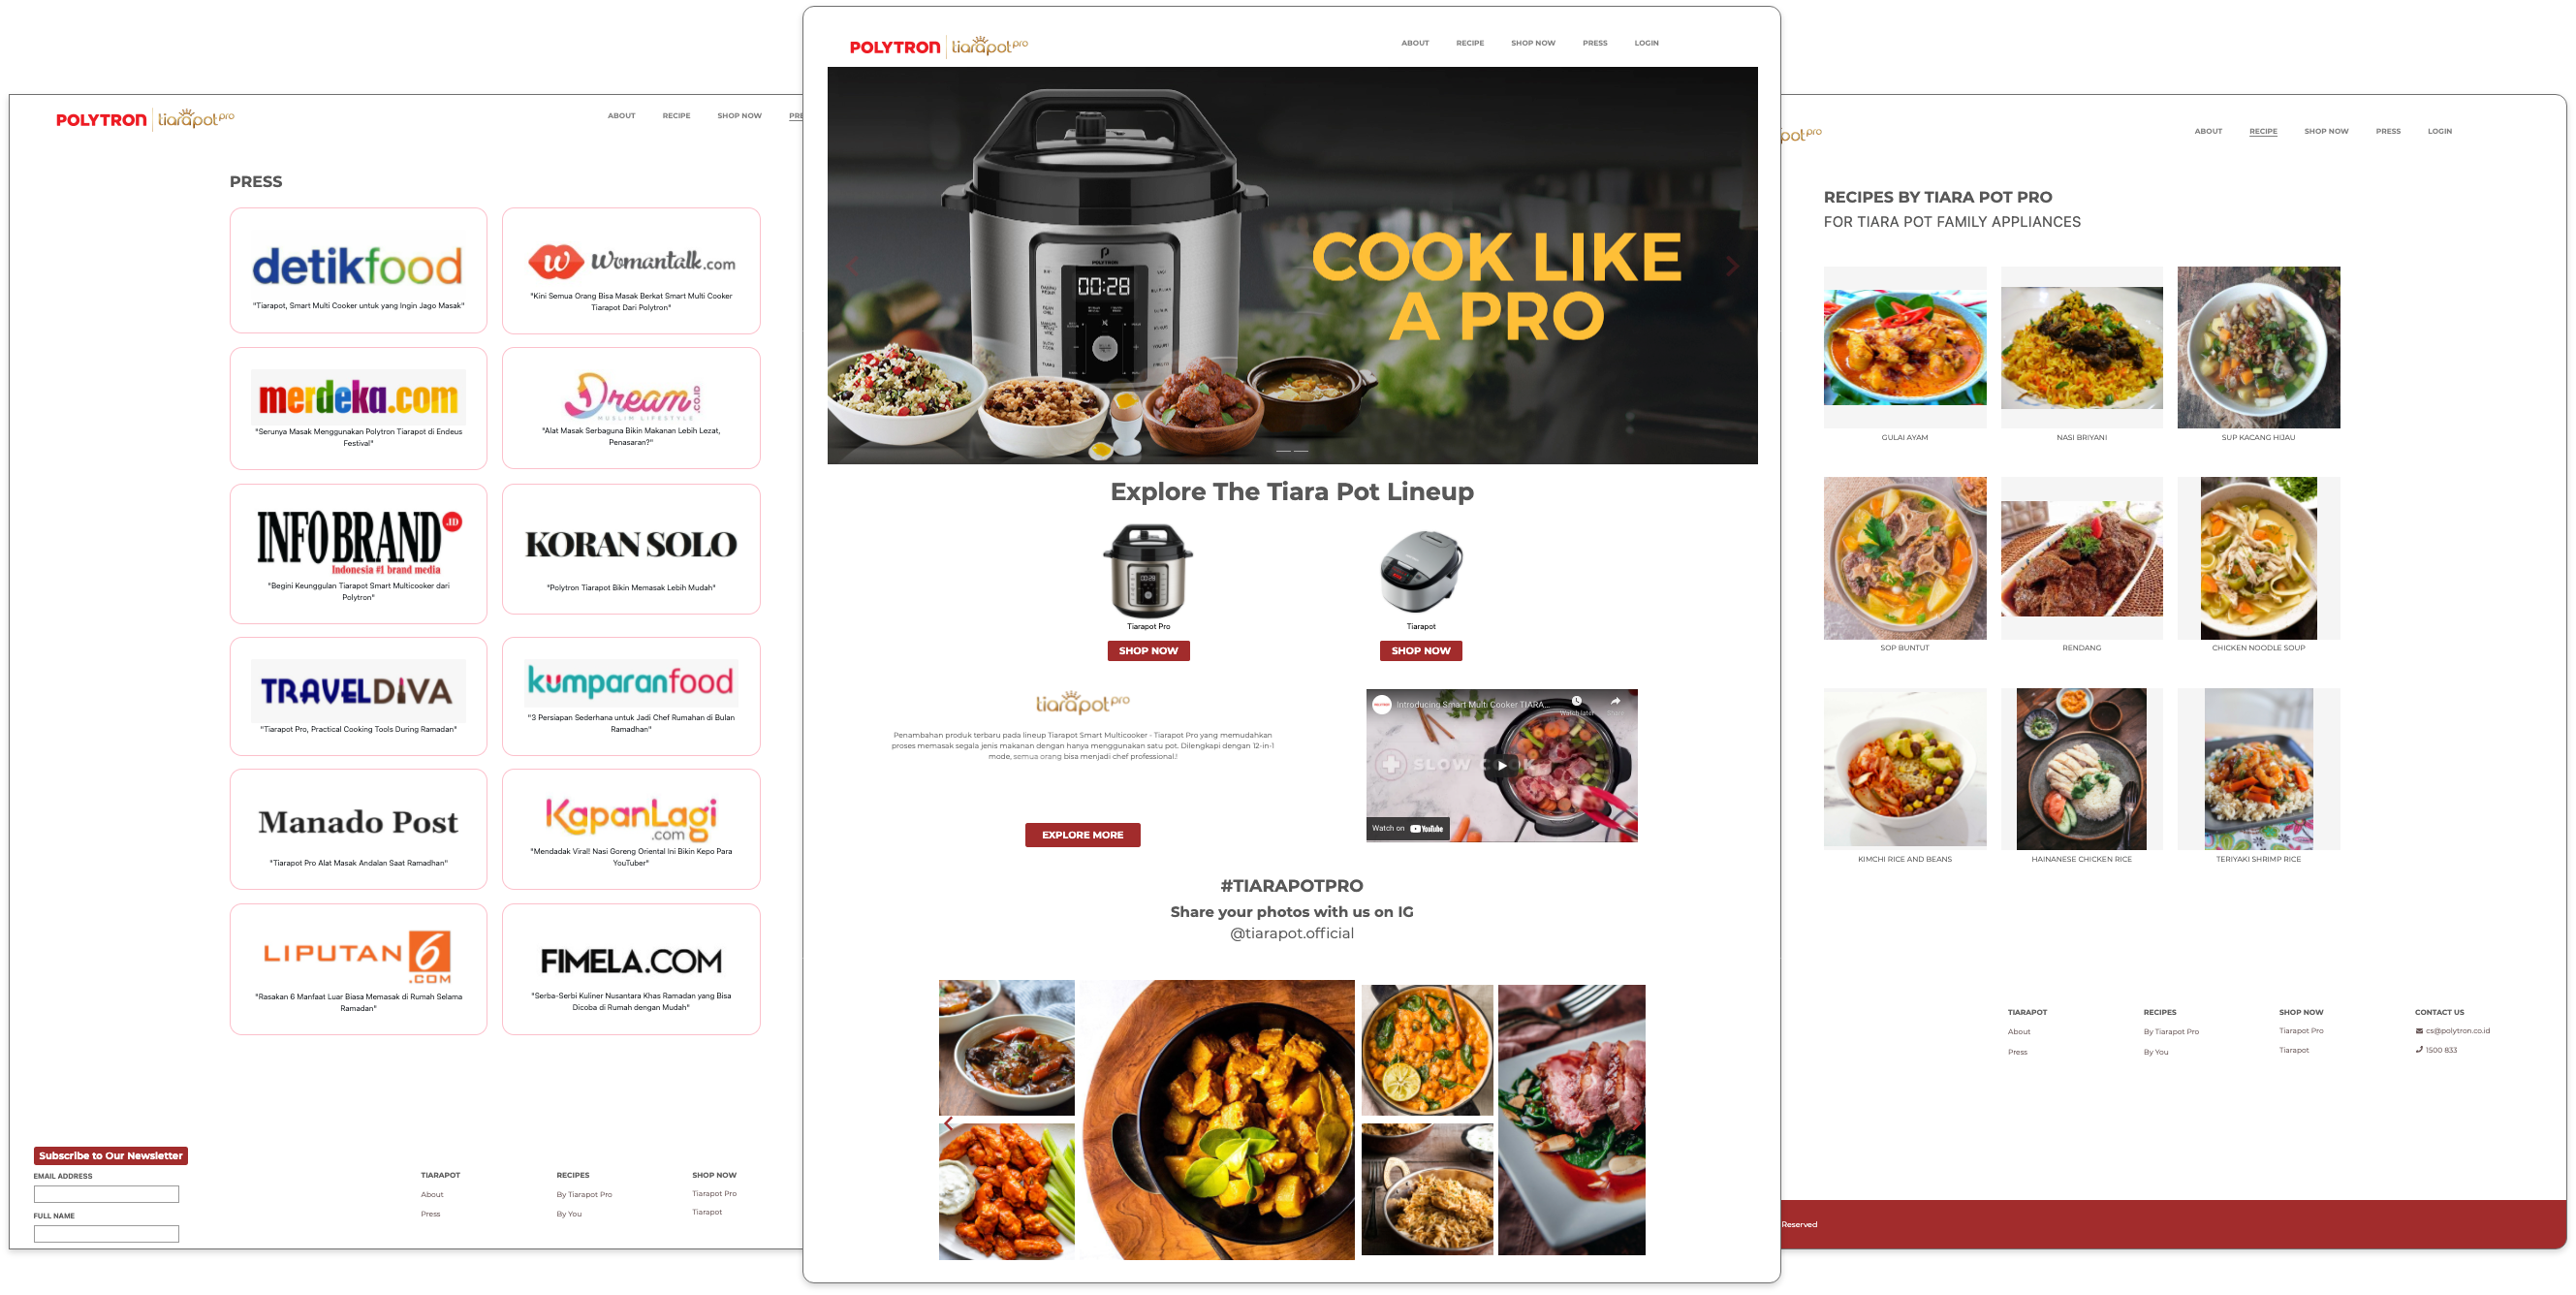 POLYTRON tiarapot pro
ABOUT RECIPE SHOP NOW PRE
PRESS
detikfood
"Tiarapot, Smart Multi Cooker untuk yang Ingin Jago Masak"
Womantalk.com
"Kini Semua Orang Bisa Masak Berkat Smart Multi Cooker
Tiarapot Dari Polytron"
merdeka.com
"Serunya Masak Menggunakan Polytron Tiarapot di Endeus
Festival"
Dream.co.id
MUSLIM LIFESTYLE
"Alat Masak Serbaguna Bikin Makanan Lebih Lezat,
Penasaran?"
INFOBRAND.ID
Indonesia #1 brand media
"Begini Keunggulan Tiarapot Smart Multicooker dari
Polytron"
KORAN SOLO
"Polytron Tiarapot Bikin Memasak Lebih Mudah"
TRAVELDIVA
"Tiarapot Pro, Practical Cooking Tools During Ramadan"
kumparanfood
"3 Persiapan Sederhana untuk Jadi Chef Rumahan di Bulan
Ramadhan"
Manado Post
"Tiarapot Pro Alat Masak Andalan Saat Ramadhan"
KapanLagi
.com
"Mendadak Viral! Nasi Goreng Oriental Ini Bikin Kepo Para
YouTuber"
LIPUTAN 6
.COM
"Rasakan 6 Manfaat Luar Biasa Memasak di Rumah Selama
Ramadan"
FIMELA.COM
"Serba-Serbi Kuliner Nusantara Khas Ramadan yang Bisa
Dicoba di Rumah dengan Mudah"
Subscribe to Our Newsletter
EMAIL ADDRESS
FULL NAME
TIARAPOT
About
Press
RECIPES
By Tiarapot Pro
By You
SHOP NOW
Tiarapot Pro
Tiarapot
POLYTRON tiarapot pro
ABOUT RECIPE SHOP NOW PRESS LOGIN
POLYTRON
00:28
COOK LIKE
A PRO
Explore The Tiara Pot Lineup
Tiarapot Pro
SHOP NOW
Tiarapot
SHOP NOW
tiarapot pro
Penambahan produk terbaru pada lineup Tiarapot Smart Multicooker - Tiarapot Pro yang memudahkan
proses memasak segala jenis makanan dengan hanya menggunakan satu pot. Dilengkapi dengan 12-in-1
mode, semua orang bisa menjadi chef professional!
EXPLORE MORE
Introducing Smart Multi Cooker TIARA...
Watch later
SLOW COOK
Watch on YouTube
#TIARAPOTPRO
Share your photos with us on IG
@tiarapot.official
pot pro
ABOUT RECIPE SHOP NOW PRESS LOGIN
RECIPES BY TIARA POT PRO
FOR TIARA POT FAMILY APPLIANCES
GULAI AYAM
NASI BRIYANI
SUP KACANG HIJAU
SOP BUNTUT
RENDANG
CHICKEN NOODLE SOUP
KIMCHI RICE AND BEANS
HAINANESE CHICKEN RICE
TERIYAKI SHRIMP RICE
TIARAPOT
About
Press
RECIPES
By Tiarapot Pro
By You
SHOP NOW
Tiarapot Pro
Tiarapot
CONTACT US
cs@polytron.co.id
1500 833
Reserved